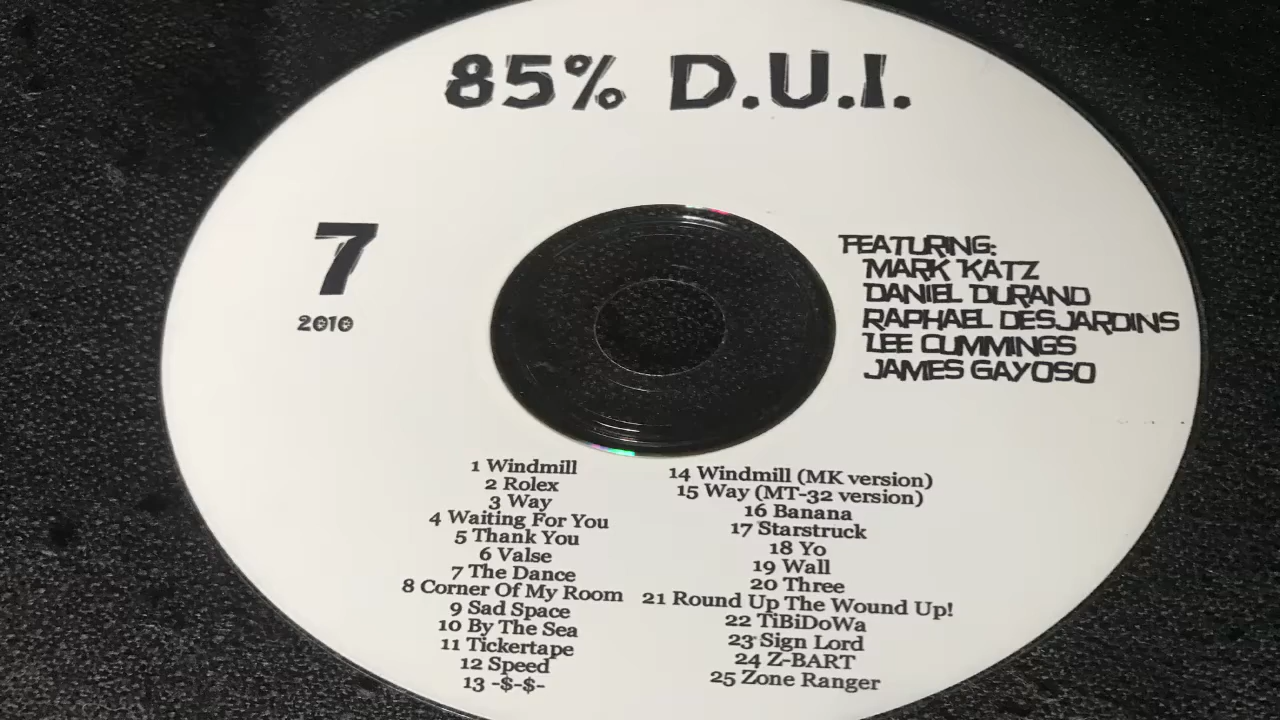 85% D.U.I.
7
2010
FEATURING:
MARK KATZ
DANIEL DURAND
RAPHAEL DESJARDINS
LEE CUMMINGS
JAMES GAYOSO
1 Windmill
2 Rolex
3 Way
4 Waiting For You
5 Thank You
6 Valse
7 The Dance
8 Corner Of My Room
9 Sad Space
10 By The Sea
11 Tickertape
12 Speed
13 -$-$-
14 Windmill (MK version)
15 Way (MT-32 version)
16 Banana
17 Starstruck
18 Yo
19 Wall
20 Three
21 Round Up The Wound Up!
22 TiBiDoWa
23 Sign Lord
24 Z-BART
25 Zone Ranger